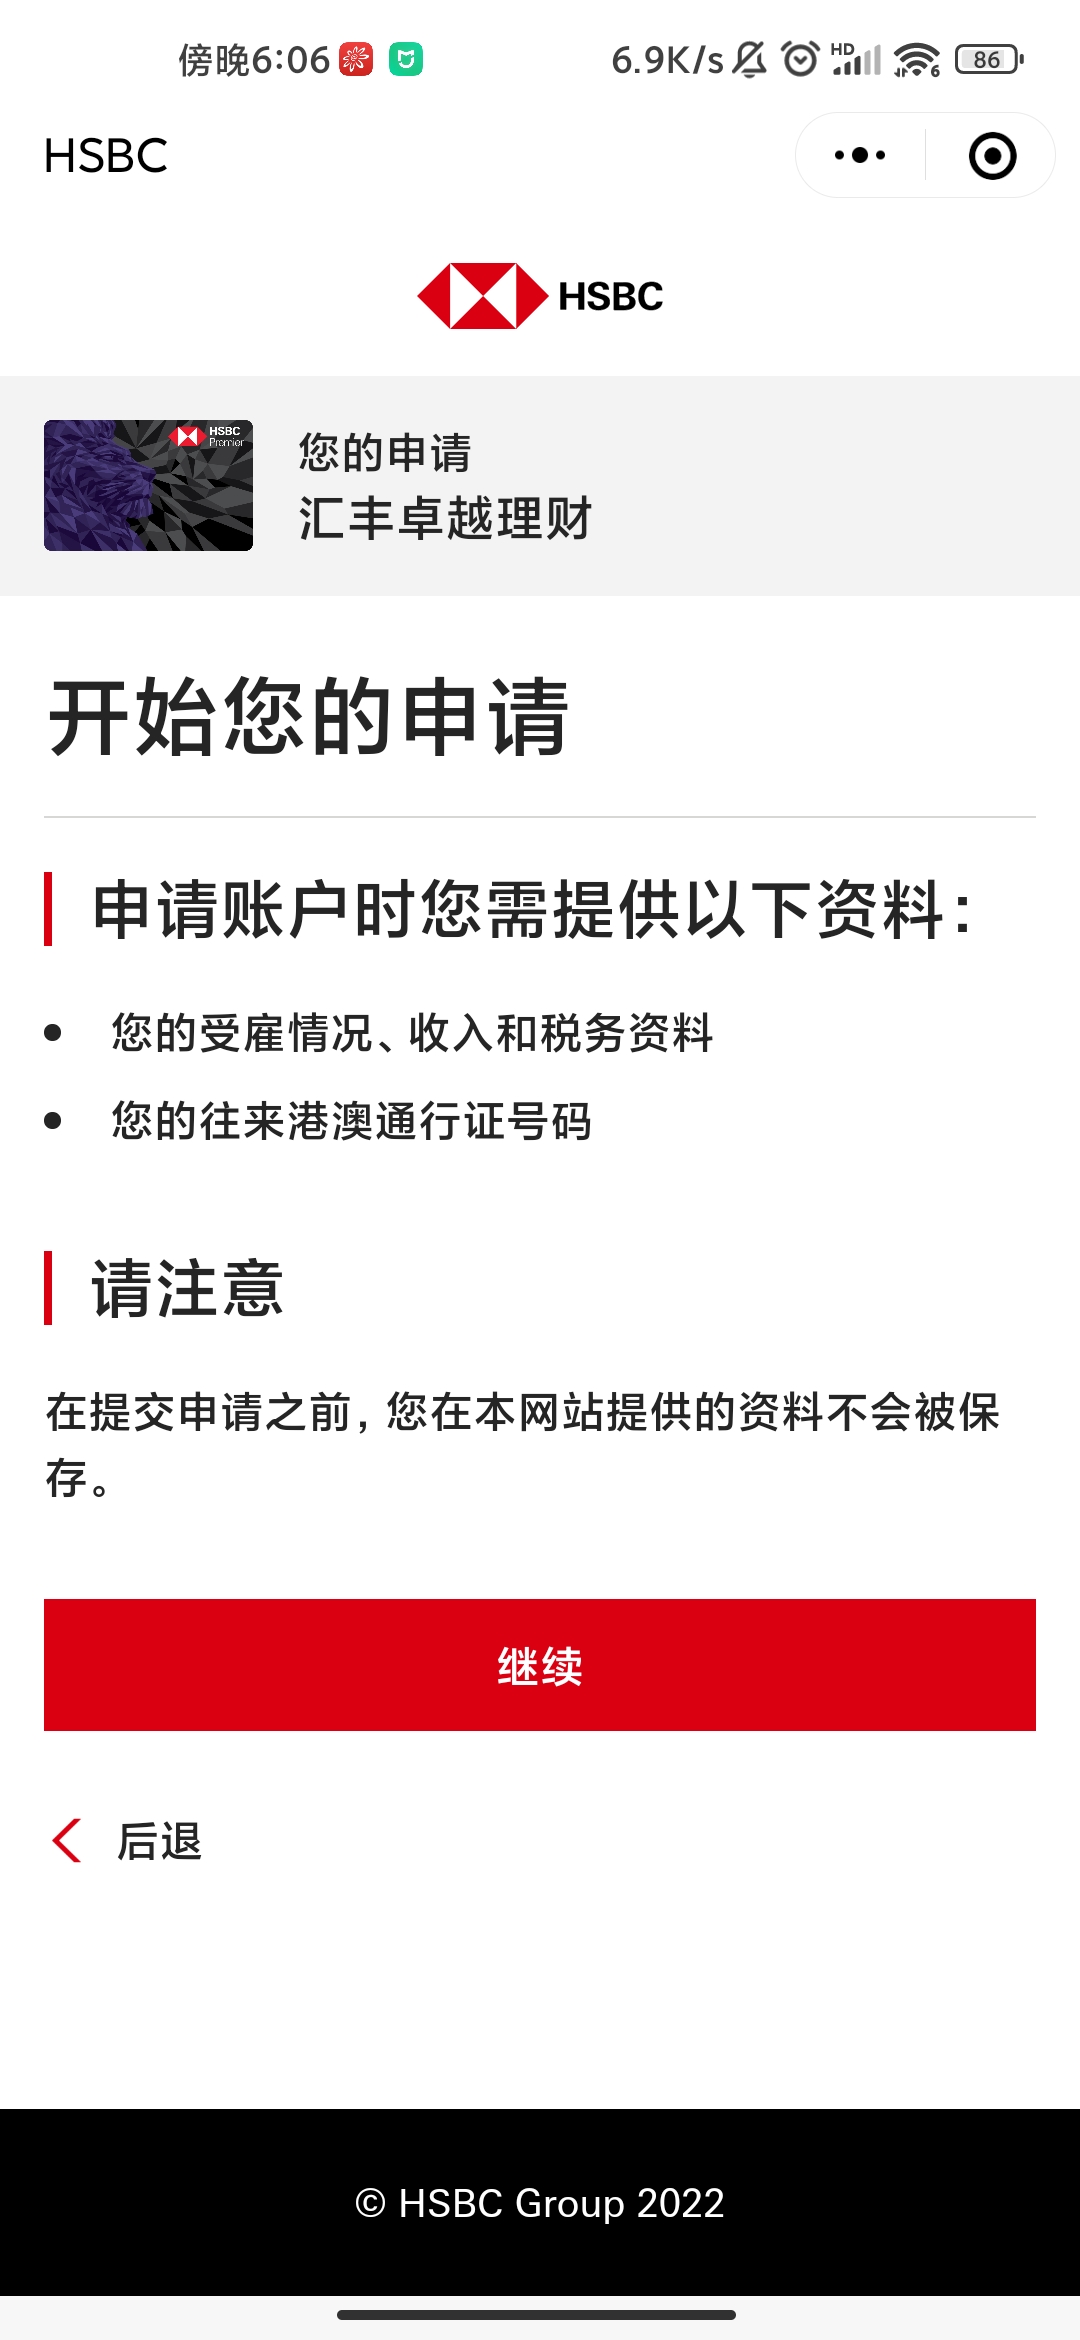 傍晚6:06
6.9K/s
HD
6
86
HSBC
HSBC
HSBC
Premier
您的申请
汇丰卓越理财
开始您的申请
申请账户时您需提供以下资料：
您的受雇情况、收入和税务资料
您的往来港澳通行证号码
请注意
在提交申请之前，您在本网站提供的资料不会被保
存。
继续
后退
© HSBC Group 2022